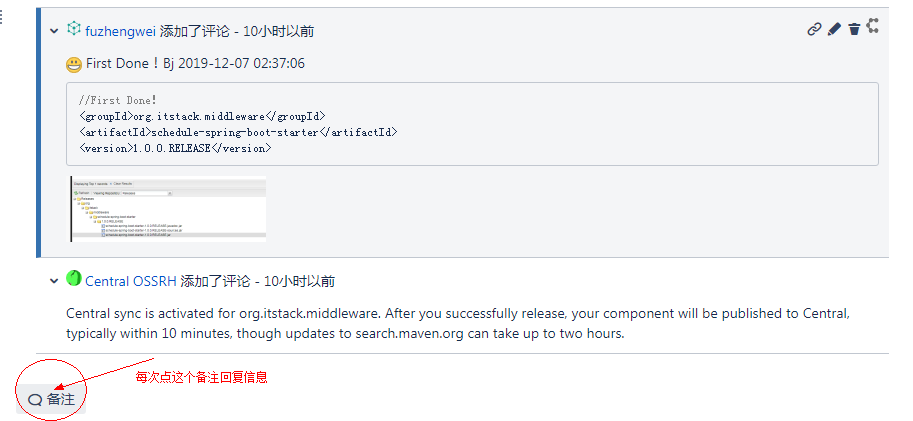 fuzhengwei 添加了评论 - 10小时以前
First Done！Bj 2019-12-07 02:37:06
//First Done！
<groupId>org.itstack.middleware</groupId>
<artifactId>schedule-spring-boot-starter</artifactId>
<version>1.0.0.RELEASE</version>
Central OSSRH 添加了评论 - 10小时以前
Central sync is activated for org.itstack.middleware. After you successfully release, your component will be published to Central,
typically within 10 minutes, though updates to search.maven.org can take up to two hours.
每次点这个备注回复信息
备注